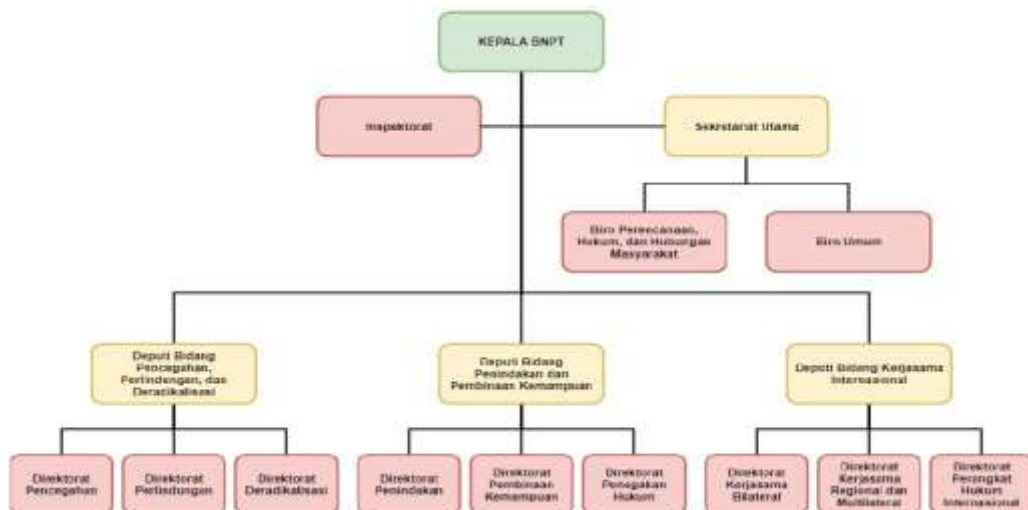 KEPALA BNPT
Inspektorat
Sekretariat Utama
Biro Perencanaan,
Hukum, dan Hubungan
Masyarakat
Biro Umum
Deputi Bidang
Pencegahan,
Perlindungan, dan
Deradikalisasi
Deputi Bidang
Penindakan dan
Pembinaan Kemampuan
Deputi Bidang Kerjasama
Internasional
Direktorat
Pencegahan
Direktorat
Perlindungan
Direktorat
Deradikalisasi
Direktorat
Penindakan
Direktorat
Pembinaan
Kemampuan
Direktorat
Penegakan
Hukum
Direktorat
Kerjasama
Bilateral
Direktorat
Kerjasama
Regional dan
Multilateral
Direktorat
Perangkat
Hukum
Internasional